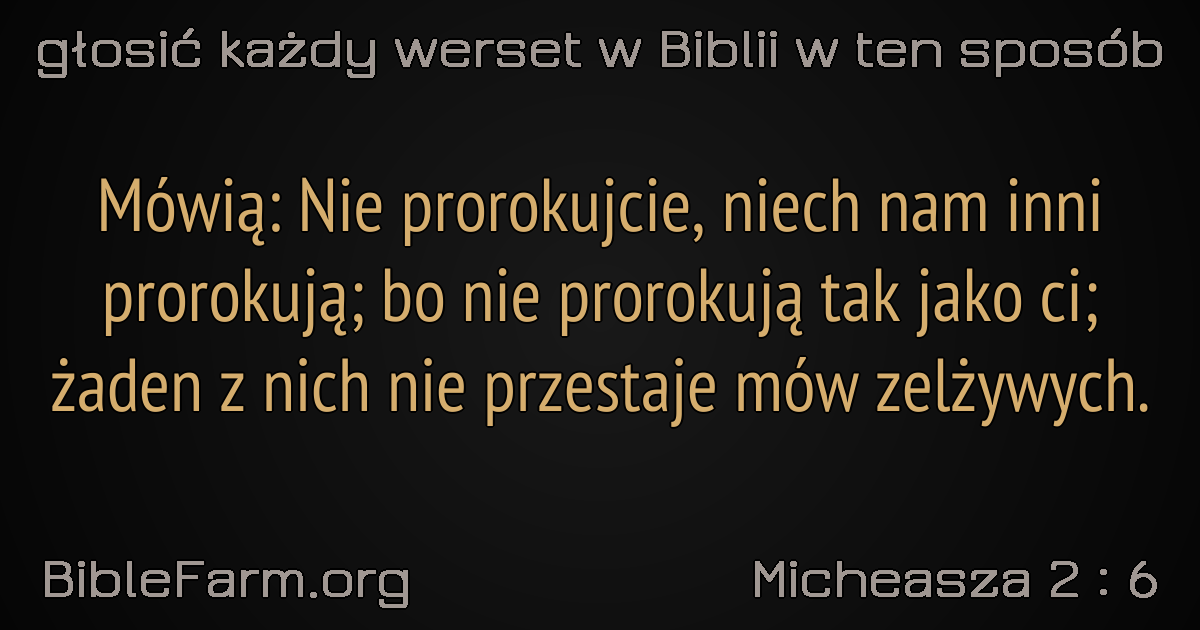 głosić każdy werset w Biblii w ten sposób
Mówią: Nie prorokujcie, niech nam inni
prorokują; bo nie prorokują tak jako ci;
żaden z nich nie przestaje mów zelżywych.
BibleFarm.org
Micheasza 2 : 6